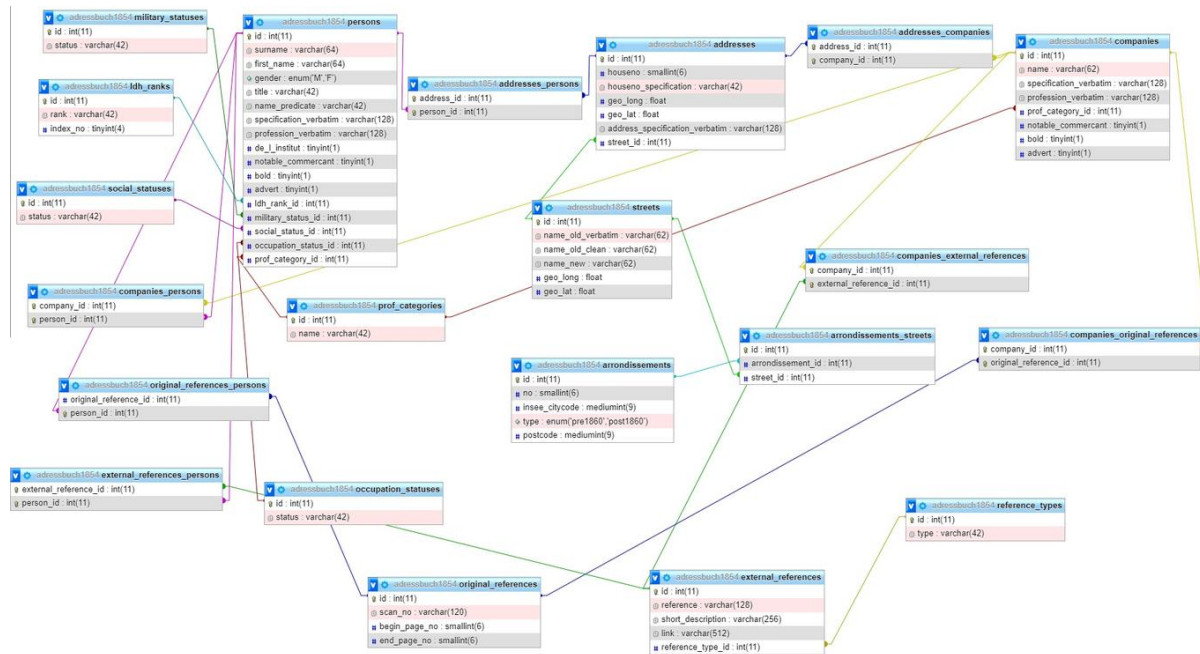 adressbuch1854 military_statuses
id : int(11)
status : varchar(42)
adressbuch1854 ldh_ranks
id : int(11)
rank : varchar(42)
index_no : tinyint(4)
adressbuch1854 social_statuses
id : int(11)
status : varchar(42)
adressbuch1854 companies_persons
company_id : int(11)
person_id : int(11)
adressbuch1854 original_references_persons
original_reference_id : int(11)
person_id : int(11)
adressbuch1854 external_references_persons
external_reference_id : int(11)
person_id : int(11)
adressbuch1854 persons
id : int(11)
surname : varchar(64)
first_name : varchar(64)
gender : enum('M','F')
title : varchar(42)
name_predicate : varchar(42)
specification_verbatim : varchar(128)
profession_verbatim : varchar(128)
de_l_institut : tinyint(1)
notable_commercant : tinyint(1)
bold : tinyint(1)
advert : tinyint(1)
ldh_rank_id : int(11)
military_status_id : int(11)
social_status_id : int(11)
occupation_status_id : int(11)
prof_category_id : int(11)
adressbuch1854 prof_categories
id : int(11)
name : varchar(42)
adressbuch1854 occupation_statuses
id : int(11)
status : varchar(42)
adressbuch1854 original_references
id : int(11)
scan_no : varchar(120)
begin_page_no : smallint(6)
end_page_no : smallint(6)
adressbuch1854 addresses_persons
address_id : int(11)
person_id : int(11)
adressbuch1854 addresses
id : int(11)
houseno : smallint(6)
houseno_specification : varchar(42)
geo_long : float
geo_lat : float
address_specification_verbatim : varchar(128)
street_id : int(11)
adressbuch1854 streets
id : int(11)
name_old_verbatim : varchar(62)
name_old_clean : varchar(62)
name_new : varchar(62)
geo_long : float
geo_lat : float
adressbuch1854 arrondissements
id : int(11)
no : smallint(6)
insee_citycode : mediumint(9)
type : enum('pre1860','post1860')
postcode : mediumint(9)
adressbuch1854 external_references
id : int(11)
reference : varchar(128)
short_description : varchar(256)
link : varchar(512)
reference_type_id : int(11)
adressbuch1854 addresses_companies
address_id : int(11)
company_id : int(11)
adressbuch1854 companies
id : int(11)
name : varchar(62)
specification_verbatim : varchar(128)
profession_verbatim : varchar(128)
prof_category_id : int(11)
notable_commercant : tinyint(1)
bold : tinyint(1)
advert : tinyint(1)
adressbuch1854 companies_external_references
company_id : int(11)
external_reference_id : int(11)
adressbuch1854 arrondissements_streets
id : int(11)
arrondissement_id : int(11)
street_id : int(11)
adressbuch1854 companies_original_references
company_id : int(11)
original_reference_id : int(11)
adressbuch1854 reference_types
id : int(11)
type : varchar(42)